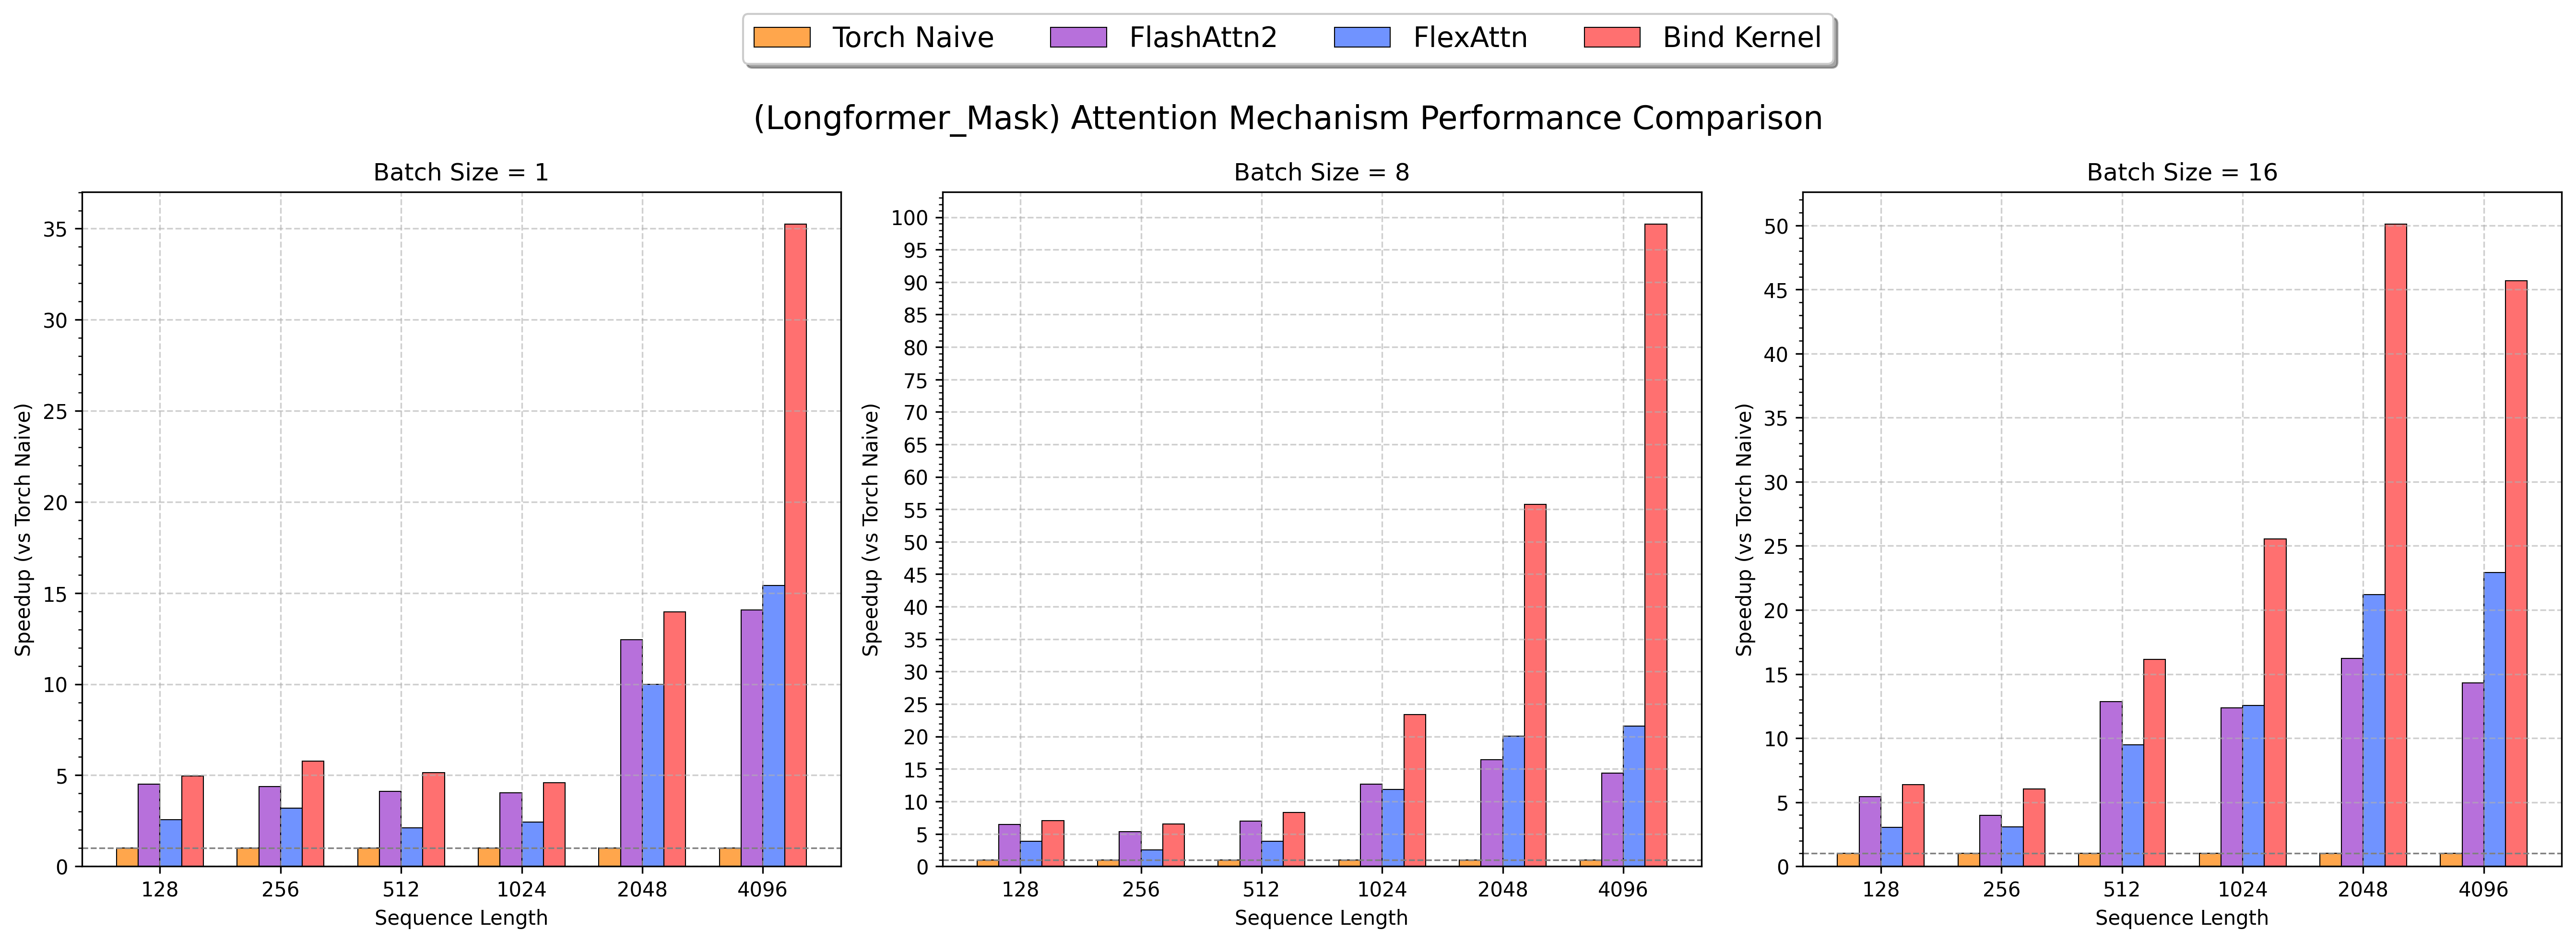 Torch Naive FlashAttn2 FlexAttn Bind Kernel
(Longformer_Mask) Attention Mechanism Performance Comparison
Batch Size = 1
Speedup (vs Torch Naive)
35
30
25
20
15
10
5
0
128 256 512 1024 2048 4096
Sequence Length
Batch Size = 8
Speedup (vs Torch Naive)
100
95
90
85
80
75
70
65
60
55
50
45
40
35
30
25
20
15
10
5
0
128 256 512 1024 2048 4096
Sequence Length
Batch Size = 16
Speedup (vs Torch Naive)
50
45
40
35
30
25
20
15
10
5
0
128 256 512 1024 2048 4096
Sequence Length